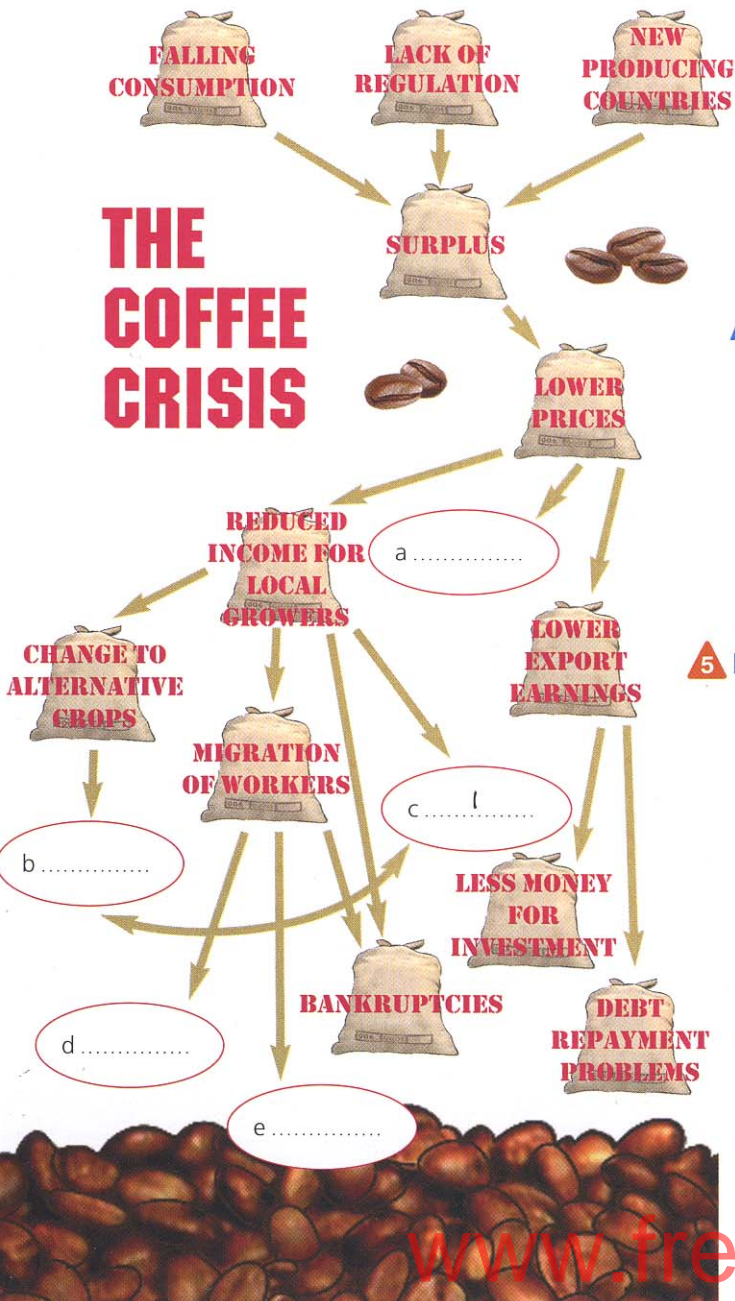 FALLING
CONSUMPTION
LACK OF
REGULATION
NEW
PRODUCING
COUNTRIES
THE
COFFEE
CRISIS
SURPLUS
LOWER
PRICES
REDUCED
INCOME FOR
LOCAL
GROWERS
a ...............
CHANGE TO
ALTERNATIVE
CROPS
LOWER
EXPORT
EARNINGS
5
MIGRATION
OF WORKERS
c ...............
b ...............
LESS MONEY
FOR
INVESTMENT
BANKRUPTCIES
DEBT
REPAYMENT
PROBLEMS
d ...............
e ...............
www.fre